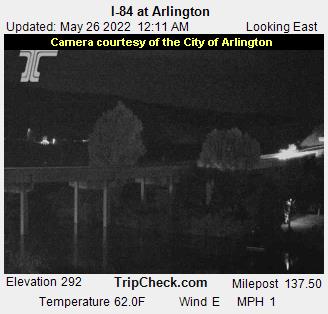 I-84 at Arlington
Updated: May 26 2022 12:11 AM Looking East
Camera courtesy of the City of Arlington
Elevation 292 TripCheck.com Milepost 137.50
Temperature 62.0F Wind E MPH 1